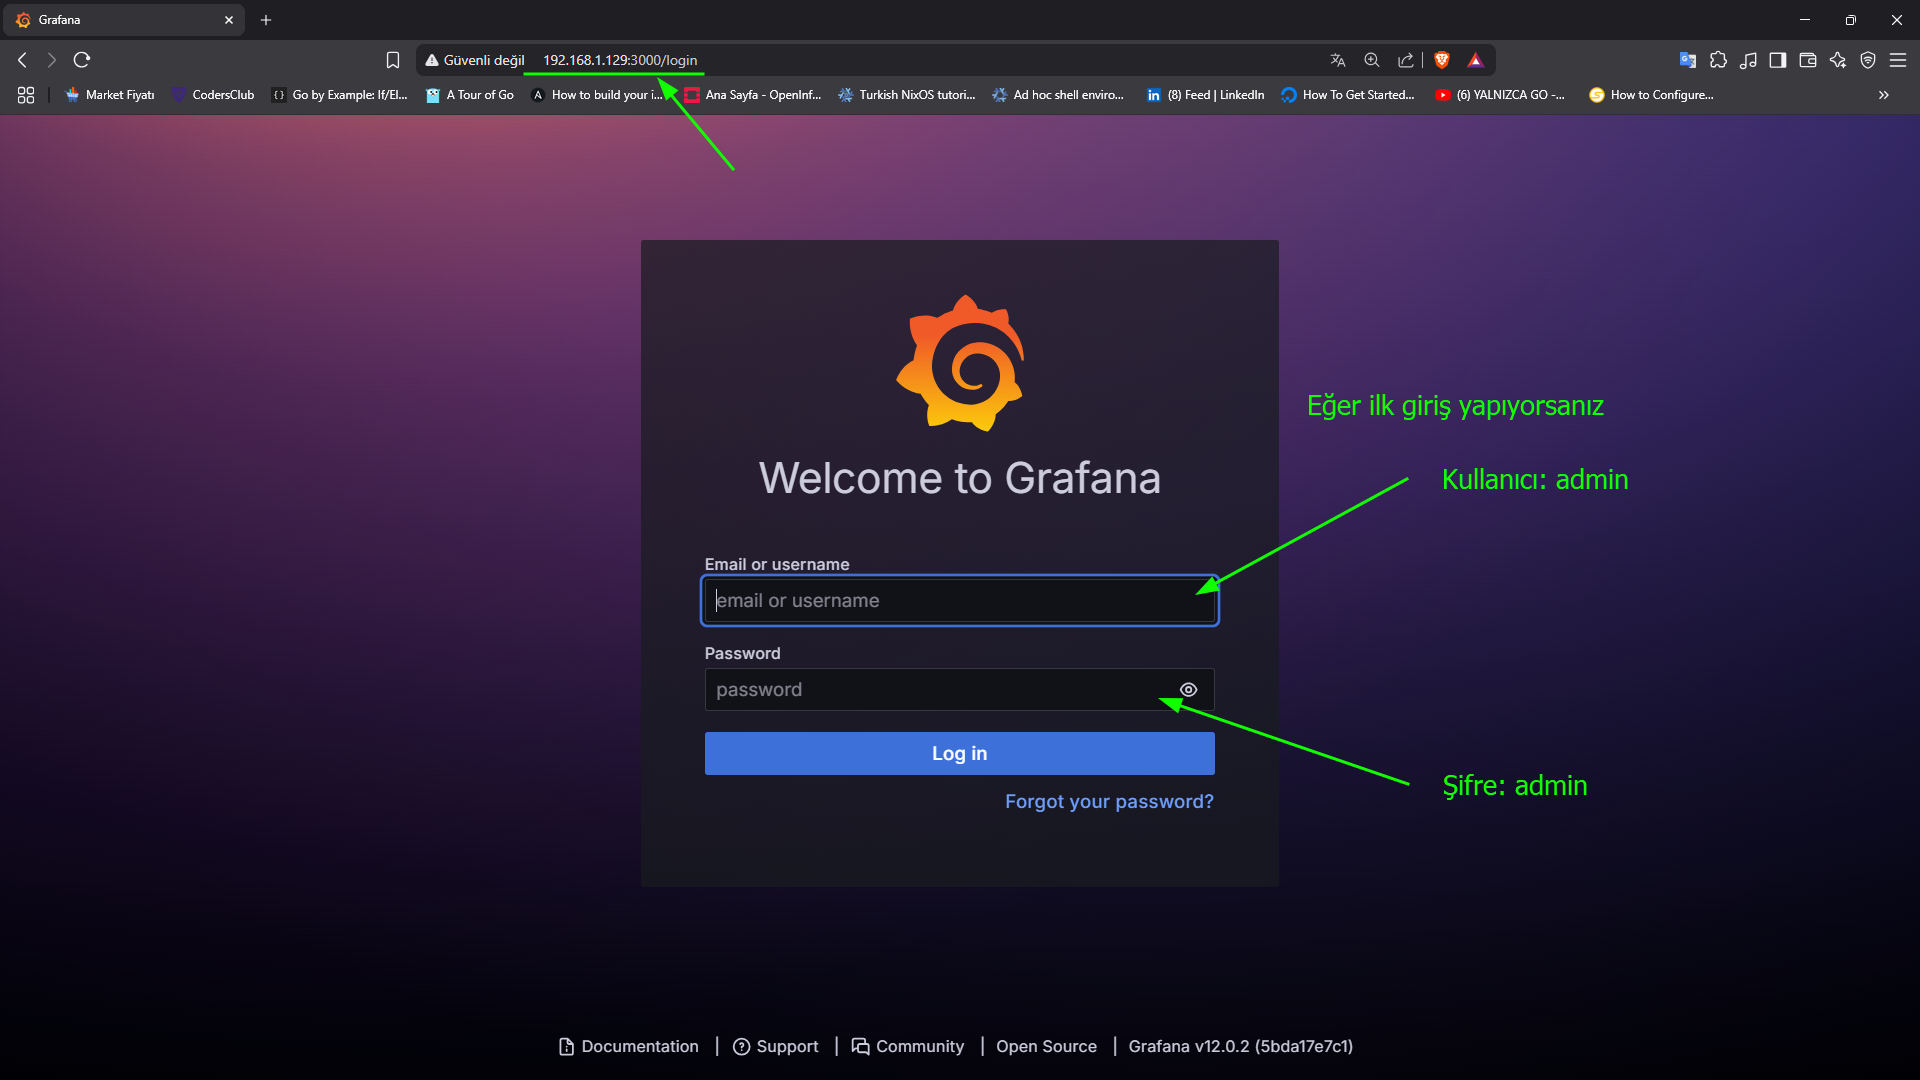 Grafana
Güvenli değil 192.168.1.129:3000/login
Market Fiyatı CodersClub Go by Example: If/El... A Tour of Go How to build your i... Ana Sayfa - OpenInf... Turkish NixOS tutori... Ad hoc shell enviro... (8) Feed | LinkedIn How To Get Started... (6) YALNIZCA GO -... How to Configure...
Welcome to Grafana
Eğer ilk giriş yapıyorsanız
Kullanıcı: admin
Email or username
email or username
Password
password
Log in
Şifre: admin
Forgot your password?
Documentation | Support | Community | Open Source | Grafana v12.0.2 (5bda17e7c1)